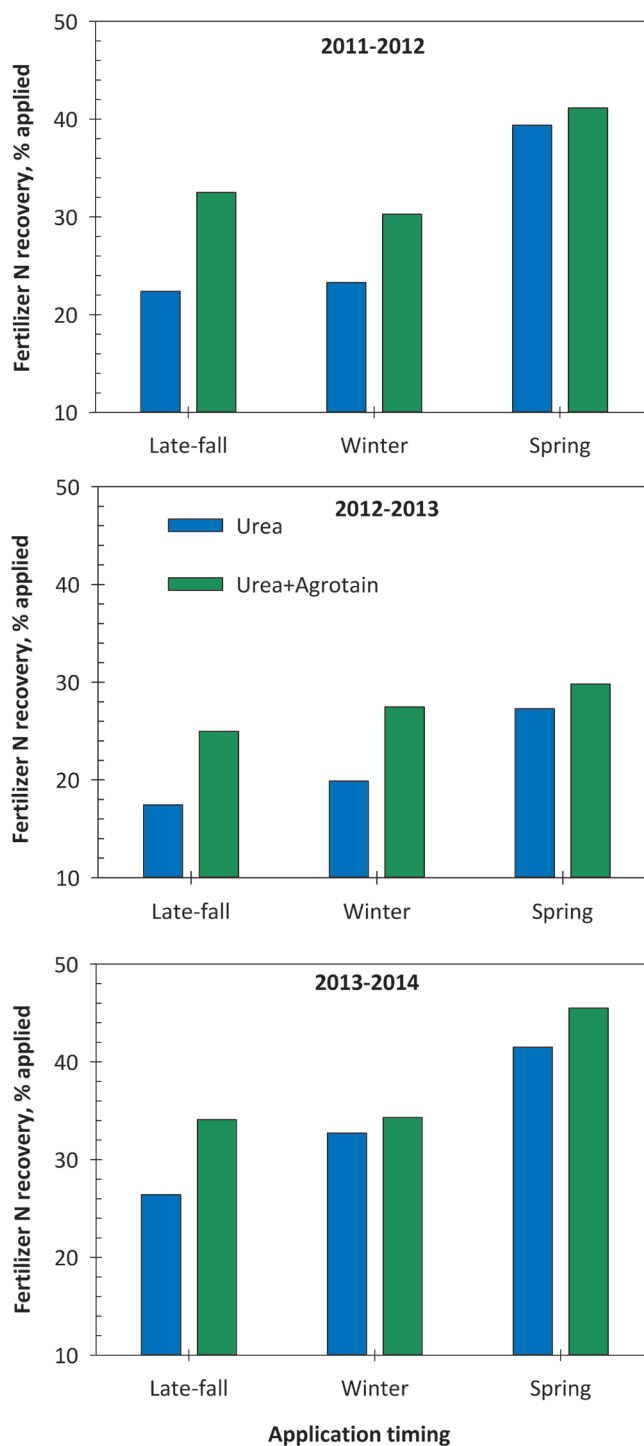 2011-2012
Fertilizer N recovery, % applied
50
40
30
20
10
Late-fall Winter Spring
2012-2013
Urea
Urea+Agrotain
Fertilizer N recovery, % applied
50
40
30
20
10
Late-fall Winter Spring
2013-2014
Fertilizer N recovery, % applied
50
40
30
20
10
Late-fall Winter Spring
Application timing